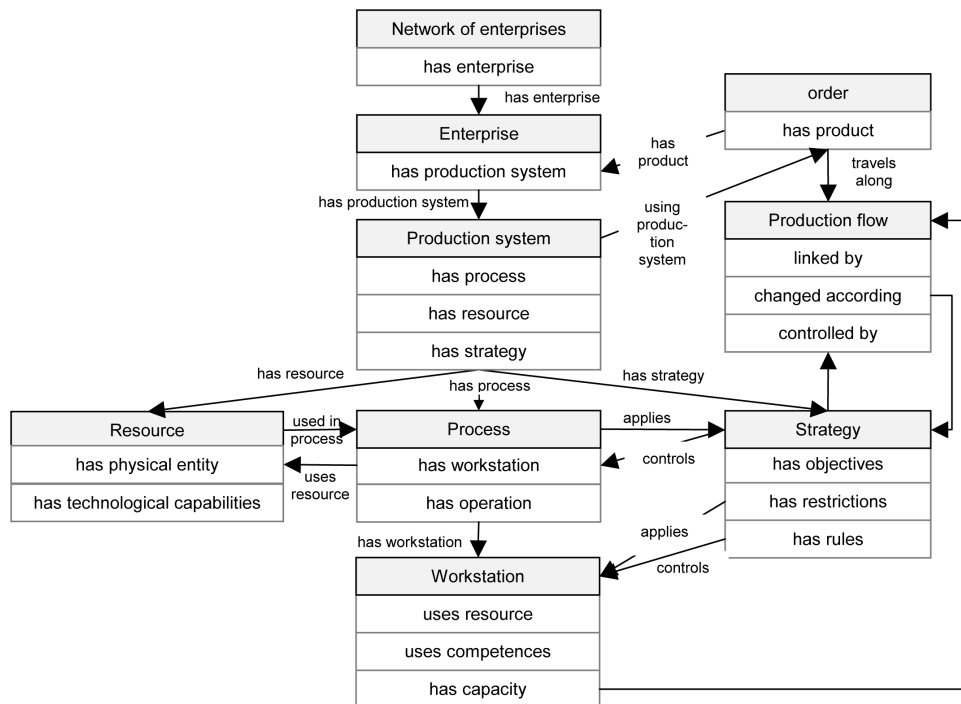 Network of enterprises
has enterprise
has enterprise
order
has product
Enterprise
has production system
has
product
travels
along
has production system
using
produc-
tion
system
Production system
has process
has resource
has strategy
Production flow
linked by
changed according
controlled by
has resource
has process
has strategy
Resource
has physical entity
has technological capabilities
used in
process
uses
resource
Process
has workstation
has operation
applies
controls
Strategy
has objectives
has restrictions
has rules
has workstation
applies
controls
Workstation
uses resource
uses competences
has capacity